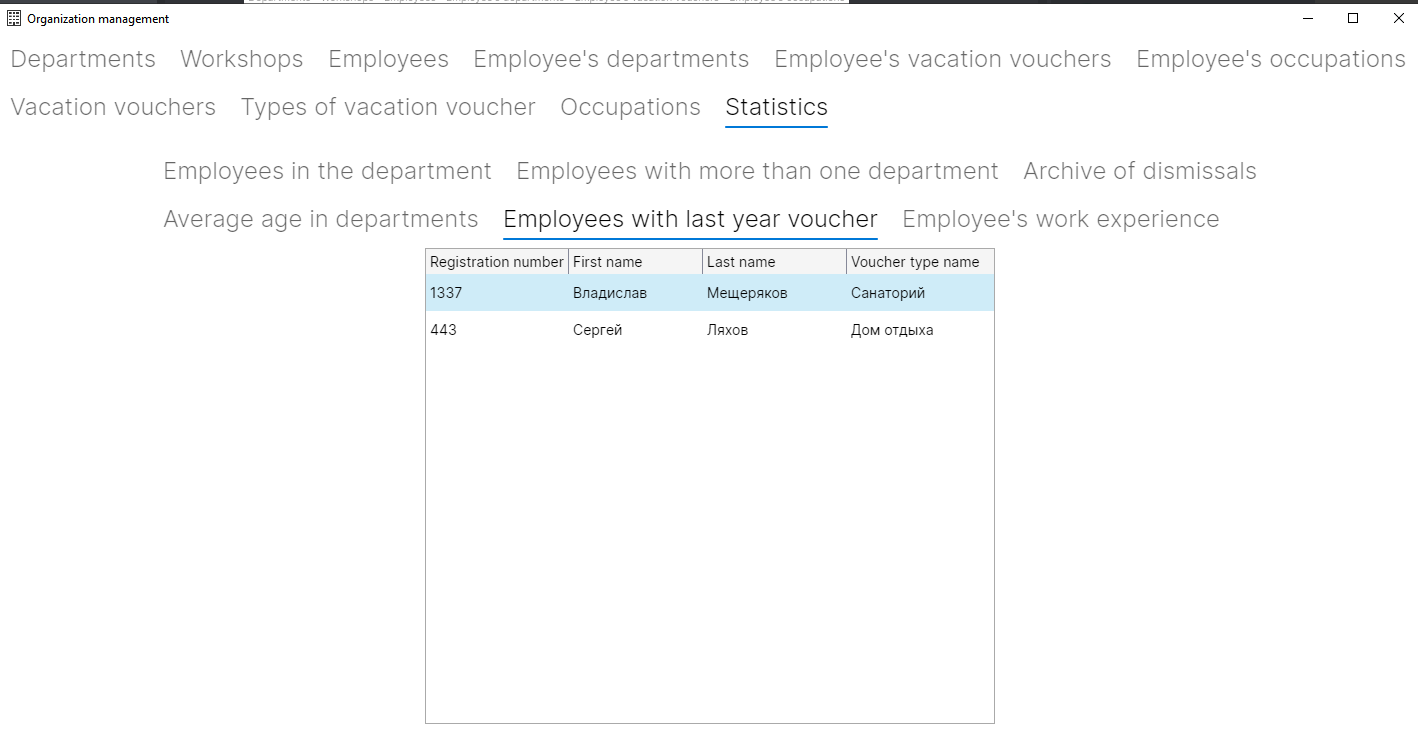 Organization management
Departments Workshops Employees Employee's departments Employee's vacation vouchers Employee's occupations
Vacation vouchers Types of vacation voucher Occupations Statistics
Employees in the department Employees with more than one department Archive of dismissals
Average age in departments Employees with last year voucher Employee's work experience
Registration number First name Last name Voucher type name
1337 Владислав Мещеряков Санаторий
443 Сергей Ляхов Дом отдыха